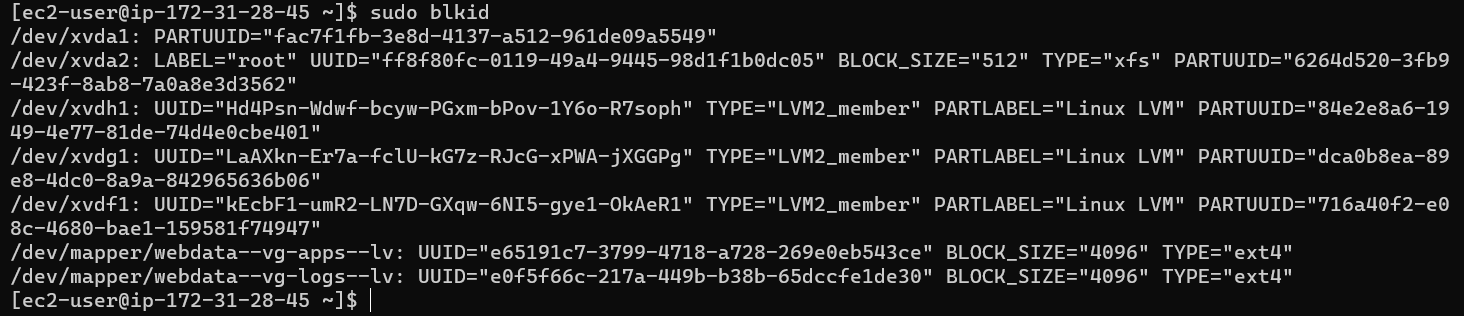 [ec2-user@ip-172-31-28-45 ~]$ sudo blkid
/dev/xvda1: PARTUUID="fac7f1fb-3e8d-4137-a512-961de09a5549"
/dev/xvda2: LABEL="root" UUID="ff8f80fc-0119-49a4-9445-98d1f1b0dc05" BLOCK_SIZE="512" TYPE="xfs" PARTUUID="6264d520-3fb9
-423f-8ab8-7a0a8e3d3562"
/dev/xvdh1: UUID="Hd4Psn-Wdwf-bcyw-PGxm-bPov-1Y6o-R7soph" TYPE="LVM2_member" PARTLABEL="Linux LVM" PARTUUID="84e2e8a6-19
49-4e77-81de-74d4e0cbe401"
/dev/xvdg1: UUID="LaAXkn-Er7a-fclU-kG7z-RJcG-xPWA-jXGGPg" TYPE="LVM2_member" PARTLABEL="Linux LVM" PARTUUID="dca0b8ea-89
e8-4dc0-8a9a-842965636b06"
/dev/xvdf1: UUID="kEcbF1-umR2-LN7D-GXqw-6NI5-gye1-OkAeR1" TYPE="LVM2_member" PARTLABEL="Linux LVM" PARTUUID="716a40f2-e0
8c-4680-bae1-159581f74947"
/dev/mapper/webdata--vg-apps--lv: UUID="e65191c7-3799-4718-a728-269e0eb543ce" BLOCK_SIZE="4096" TYPE="ext4"
/dev/mapper/webdata--vg-logs--lv: UUID="e0f5f66c-217a-449b-b38b-65dccfe1de30" BLOCK_SIZE="4096" TYPE="ext4"
[ec2-user@ip-172-31-28-45 ~]$